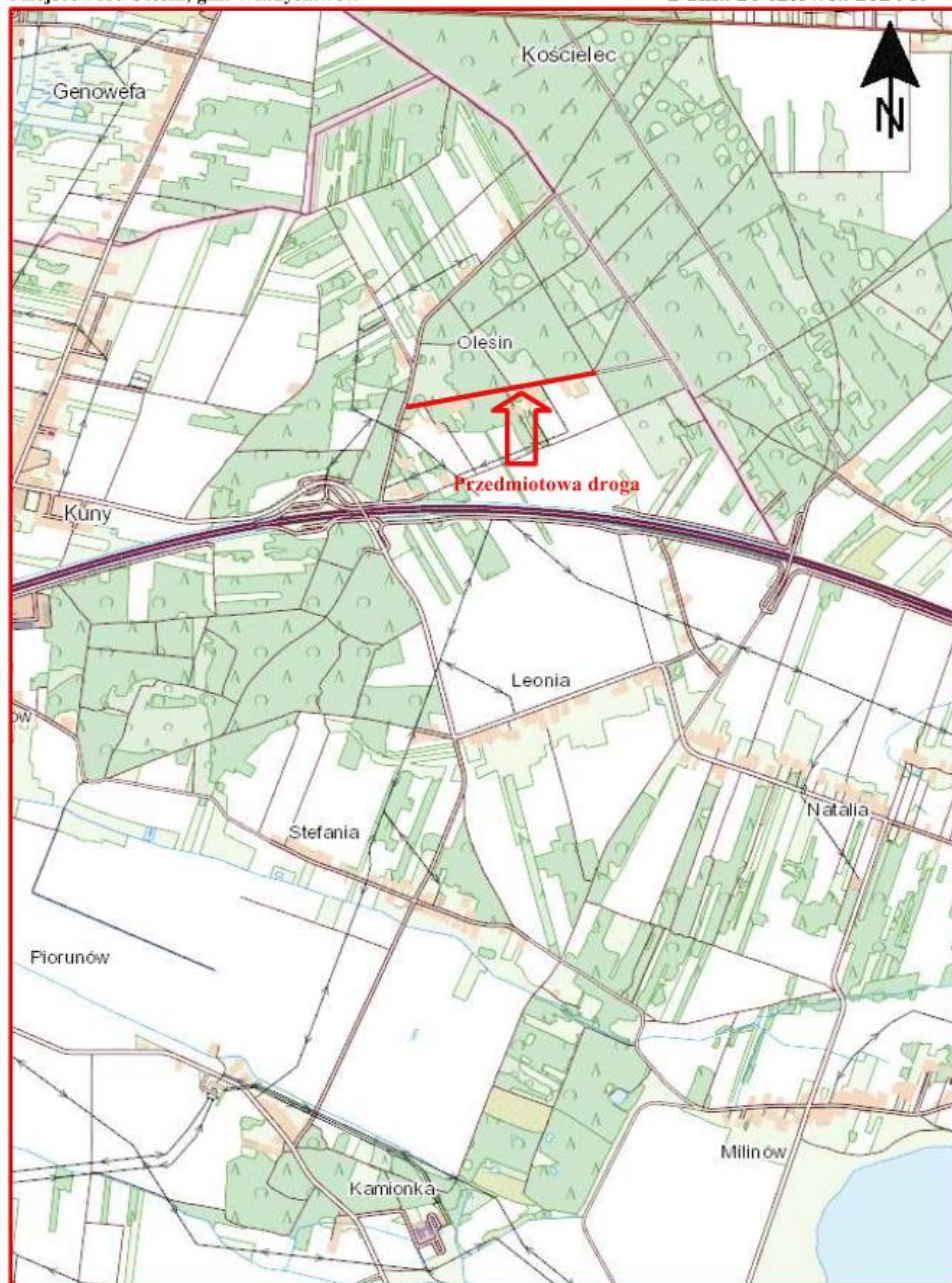 Kościelec
Genowefa
N
Olesin
Przedmiotowa droga
Kuny
Leonia
Natalia
Stefania
Piorunów
Milinów
Kamionka